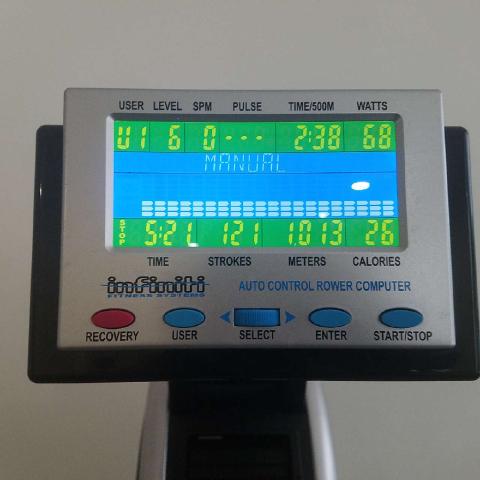 USER LEVEL SPM PULSE TIME/500M WATTS
U1 6 0 --- 2:38 68
MANUAL
STOP 5:21 121 1.013 26
TIME STROKES METERS CALORIES
infiniti
FITNESS SYSTEMS
AUTO CONTROL ROWER COMPUTER
RECOVERY USER SELECT ENTER START/STOP